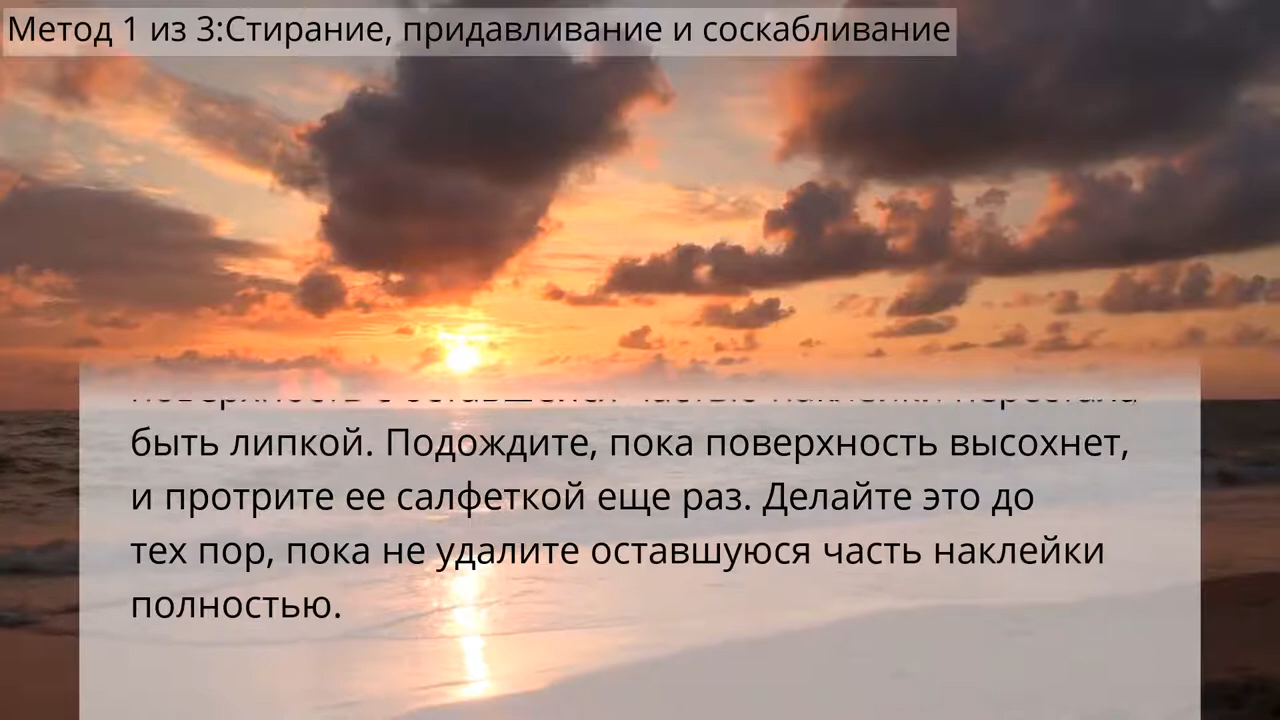 Метод 1 из 3:Стирание, придавливание и соскабливание
быть липкой. Подождите, пока поверхность высохнет,
и протрите ее салфеткой еще раз. Делайте это до
тех пор, пока не удалите оставшуюся часть наклейки
полностью.